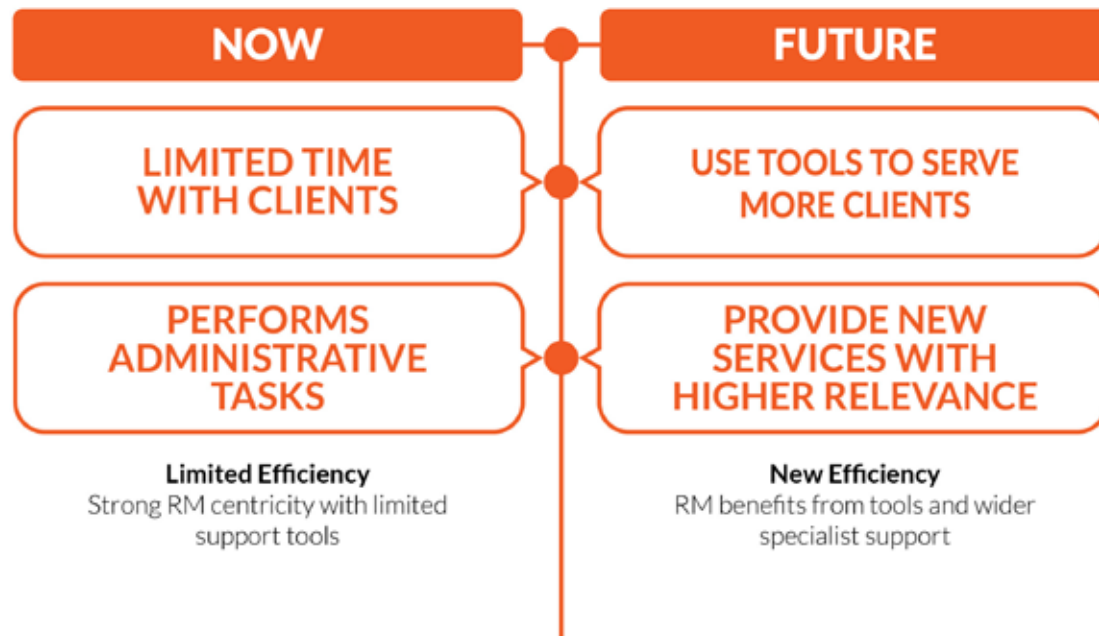 NOW
FUTURE
LIMITED TIME
WITH CLIENTS
USE TOOLS TO SERVE
MORE CLIENTS
PERFORMS
ADMINISTRATIVE
TASKS
PROVIDE NEW
SERVICES WITH
HIGHER RELEVANCE
Limited Efficiency
Strong RM centricity with limited
support tools
New Efficiency
RM benefits from tools and wider
specialist support